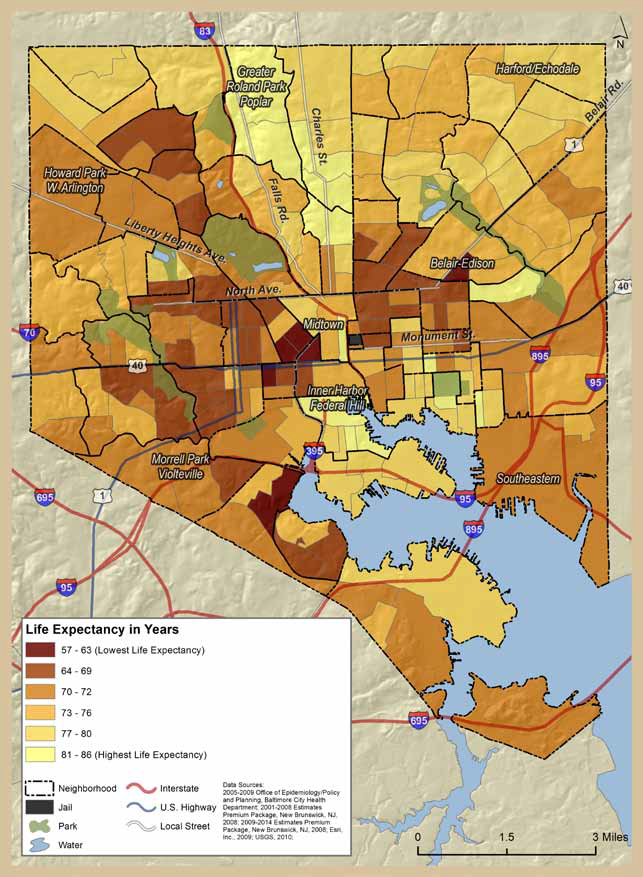 N
83
Greater
Roland Park
Poplar
Harford/Echodale
Charles St.
Belair Rd.
1
Howard Park
W. Arlington
Falls Rd.
Liberty Heights Ave.
Belair-Edison
North Ave.
40
Midtown
Monument St.
70
895
40
95
Inner Harbor
Federal Hill
395
Morrell Park
Violteville
Southeastern
695
1
95
895
95
Life Expectancy in Years
57 - 63 (Lowest Life Expectancy)
64 - 69
70 - 72
73 - 76
77 - 80
81 - 86 (Highest Life Expectancy)
695
Neighborhood
Interstate
Jail
U.S. Highway
Park
Local Street
Water
Data Sources:
2005-2009 Office of Epidemiology/Policy
and Planning, Baltimore City Health
Department; 2001-2008 Estimates
Premium Package, New Brunswick, NJ,
2008; 2009-2014 Estimates Premium
Package, New Brunswick, NJ, 2008; Esri,
Inc., 2009; USGS, 2010;
0 1.5 3 Miles